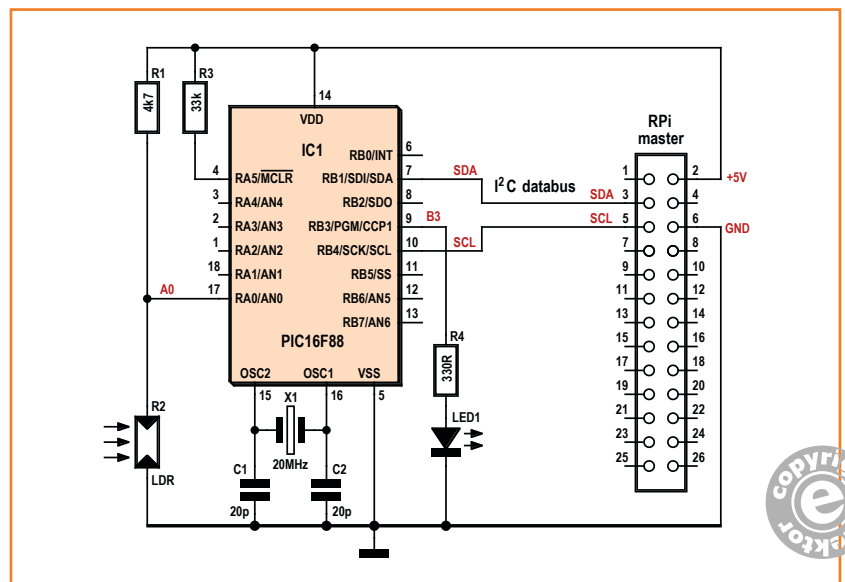 R1
4k7
R3
33k
14
VDD
IC1
4
RA5/MCLR
3
RA4/AN4
2
RA3/AN3
1
RA2/AN2
18
RA1/AN1
17
RA0/AN0
A0
RB0/INT
6
RB1/SDI/SDA
7
RB2/SDO
8
RB3/PGM/CCP1
9
RB4/SCK/SCL
10
RB5/SS
11
RB6/AN5
12
RB7/AN6
13
PIC16F88
OSC2
OSC1
VSS
15
16
5
X1
20MHz
C1
20p
C2
20p
R2
LDR
SDA
I²C databus
SDA
B3
SCL
SCL
R4
330R
LED1
RPi
master
1
2
+5V
3
4
5
6
GND
7
8
9
10
11
12
13
14
15
16
17
18
19
20
21
22
23
24
25
26
e